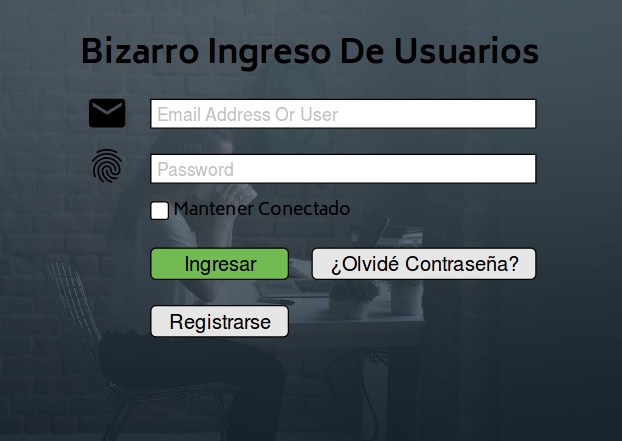 Bizarro Ingreso De Usuarios
Email Address Or User
Password
Mantener Conectado
Ingresar
¿Olvidé Contraseña?
Registrarse